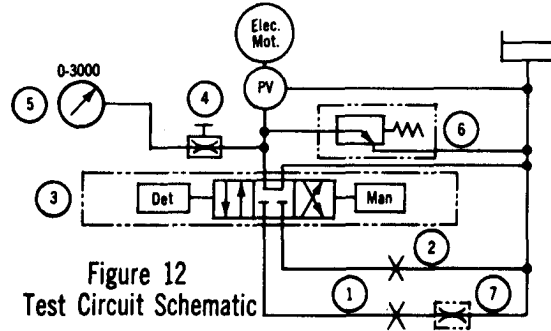 Elec.
Mot.
PV
0-3000
5
4
6
3
Det
Man
2
1
7
Figure 12
Test Circuit Schematic